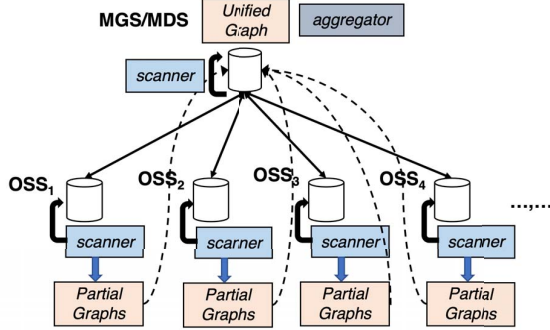 MGS/MDS
Unified
Graph
aggregator
scanner
OSS1
OSS2
OSS3
OSS4
...,...
scanner
scanner
scanner
scanner
Partial
Graphs
Partial
Graphs
Partial
Graphs
Partial
Graphs